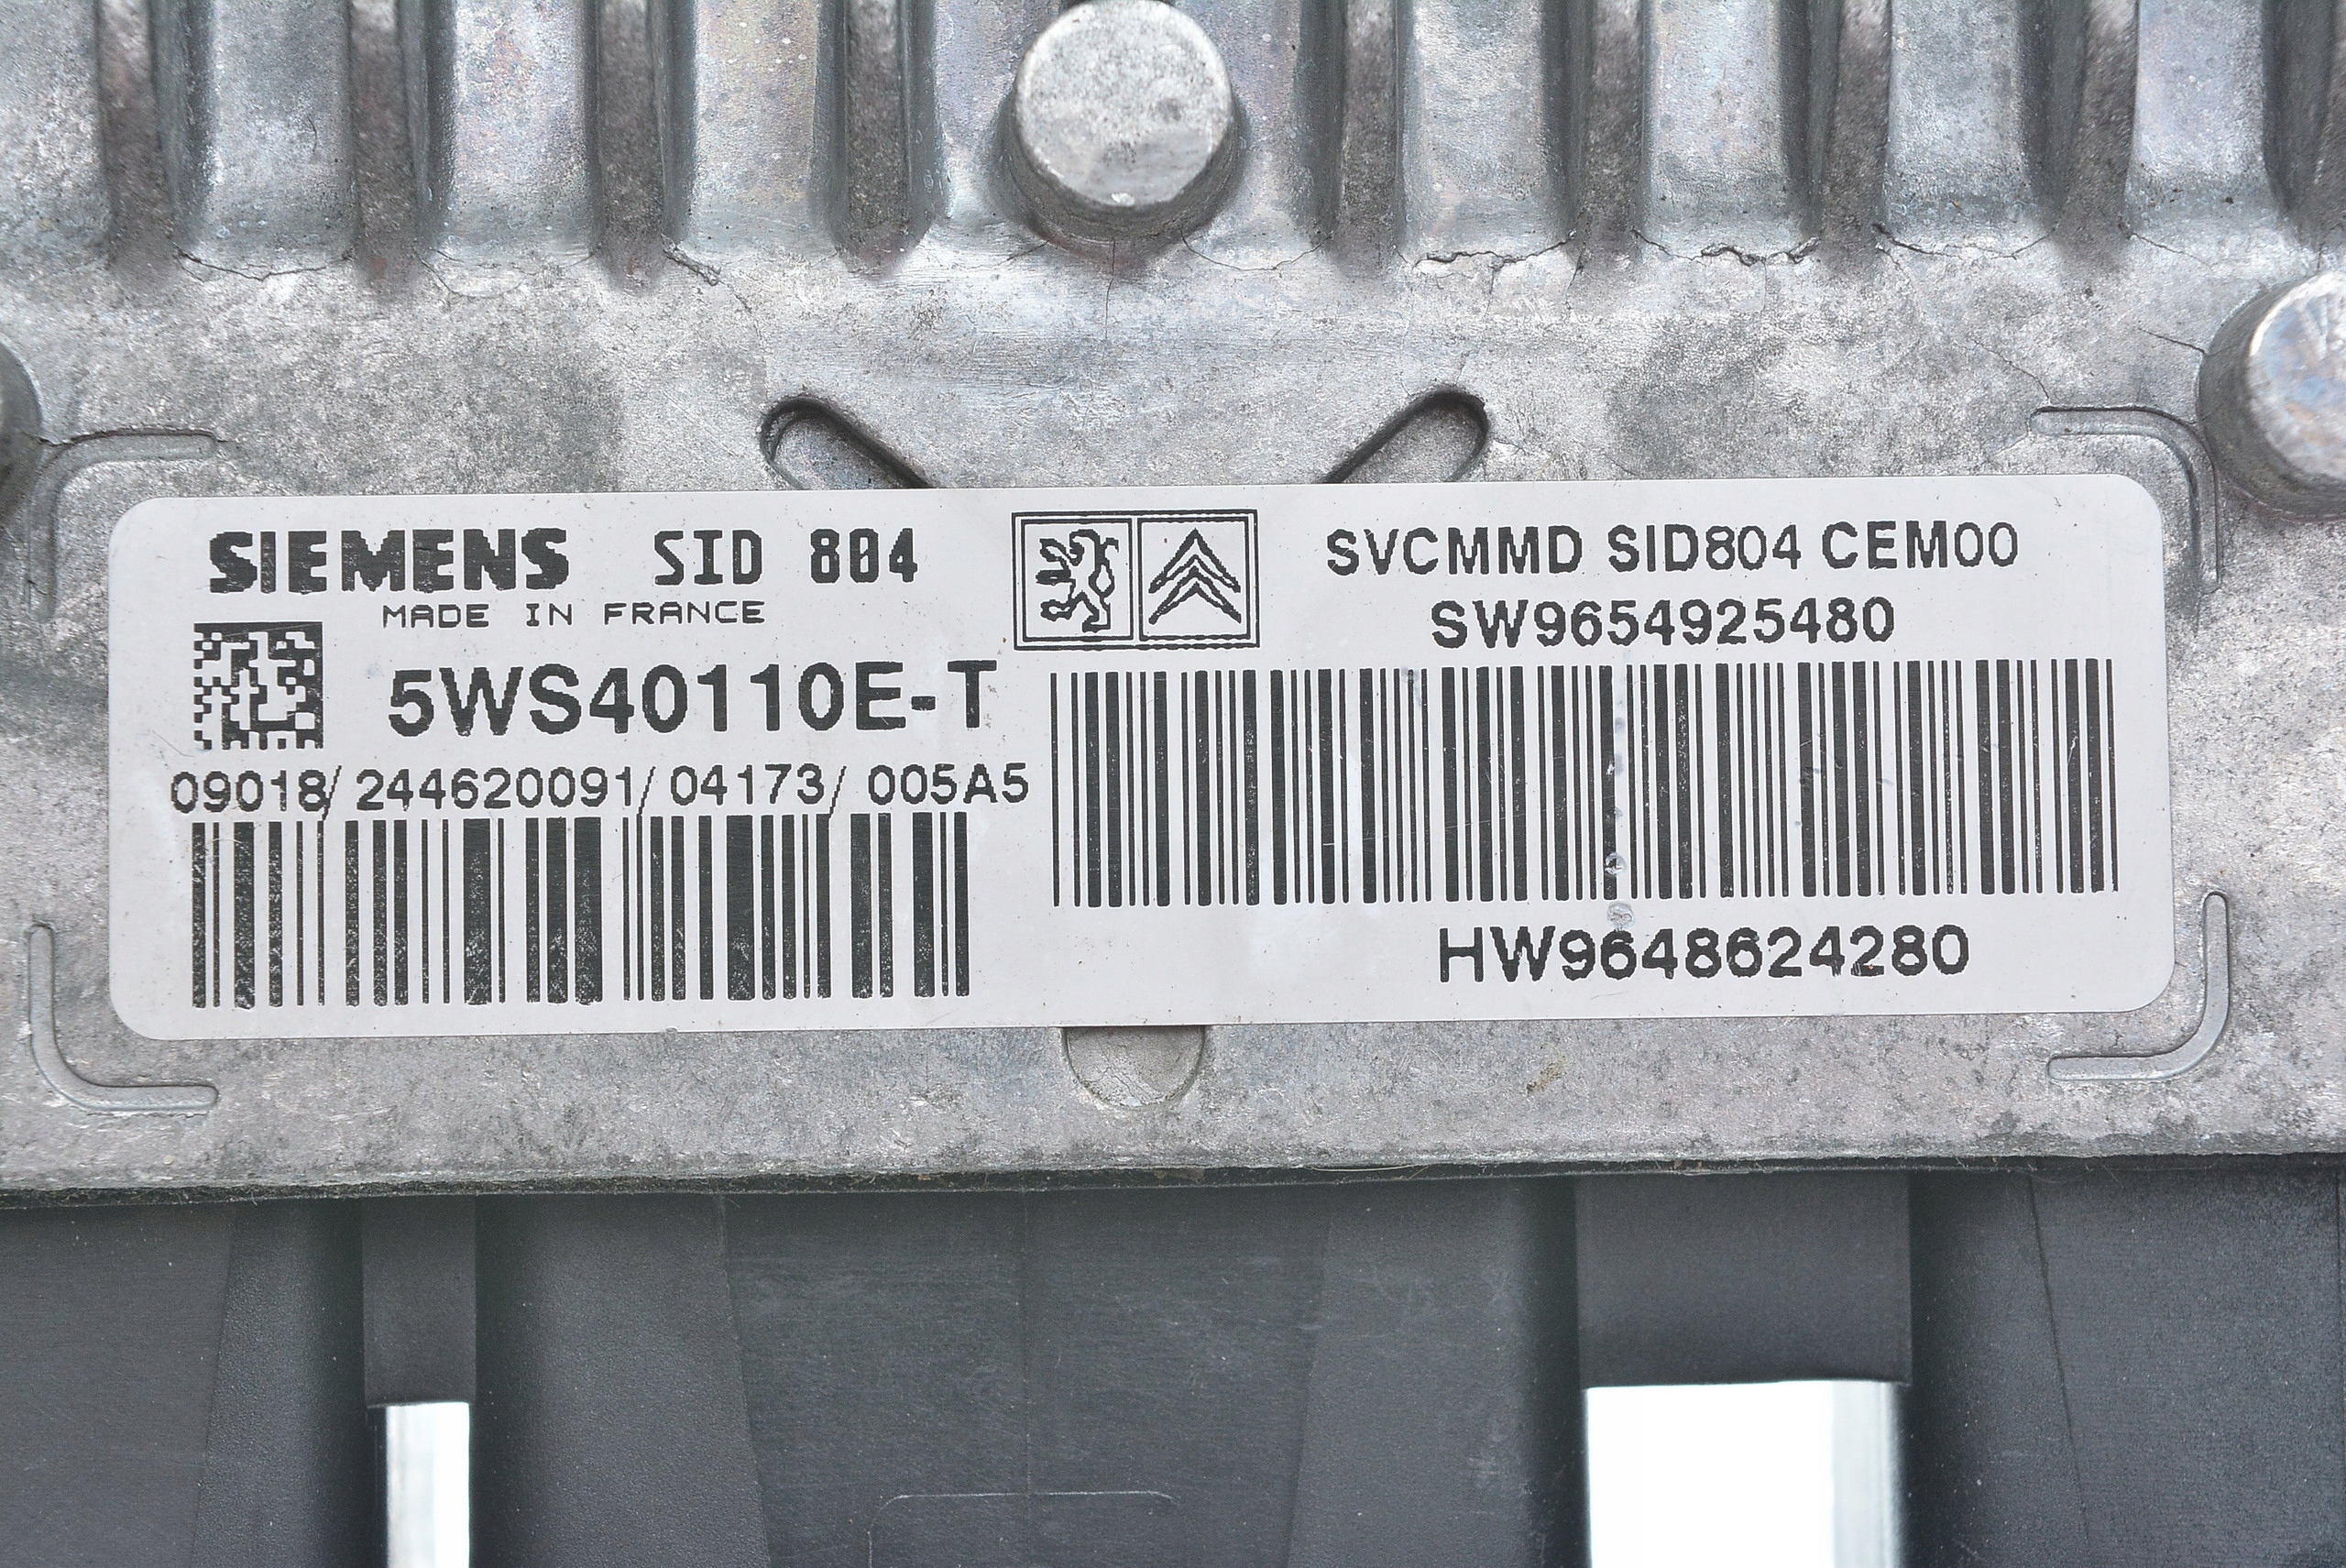 SIEMENS SID 804
MADE IN FRANCE
5WS40110E-T
09018/244620091/04173/005A5
SVCMMD SID804 CEM00
SW9654925480
HW9648624280